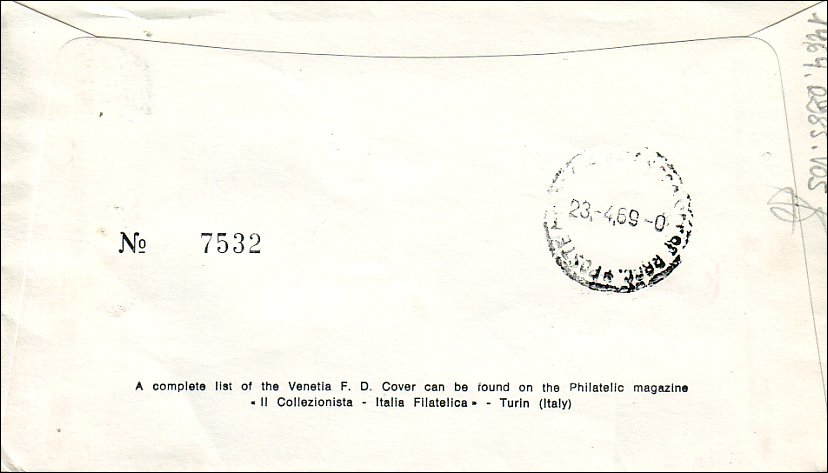 № 7532
23.-4.69-0
A complete list of the Venetia F. D. Cover can be found on the Philatelic magazine
« Il Collezionista - Italia Filatelica » - Turin (Italy)